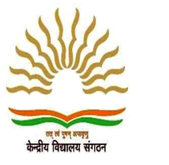 तत् त्वं पूषन् अपावृणु
केन्द्रीय विद्यालय संगठन